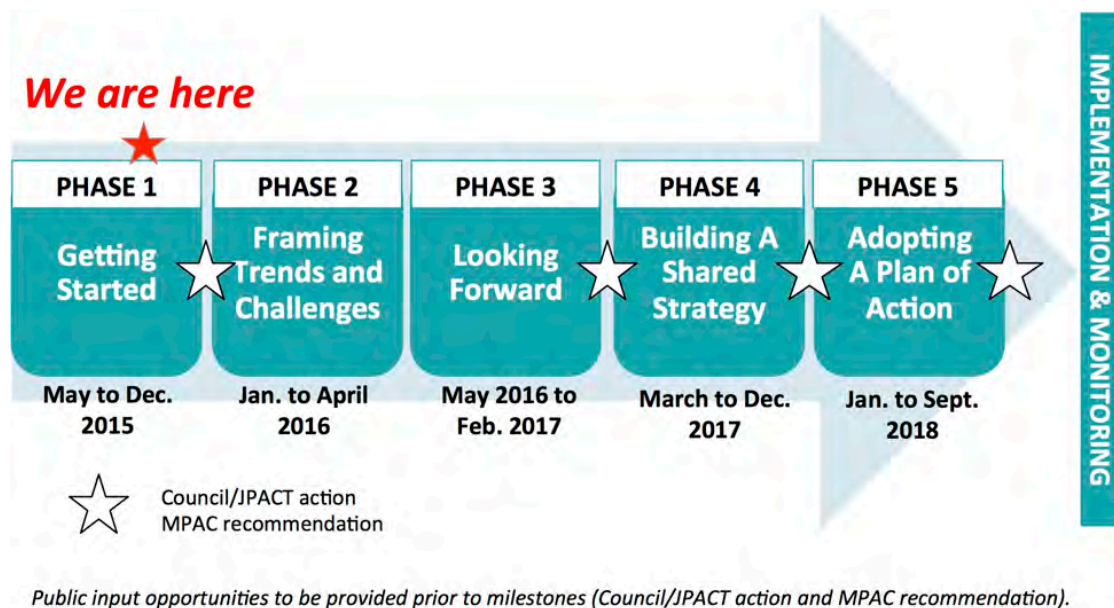 We are here
PHASE 1
Getting
Started
May to Dec.
2015
PHASE 2
Framing
Trends and
Challenges
Jan. to April
2016
PHASE 3
Looking
Forward
May 2016 to
Feb. 2017
PHASE 4
Building A
Shared
Strategy
March to Dec.
2017
PHASE 5
Adopting
A Plan of
Action
Jan. to Sept.
2018
IMPLEMENTATION & MONITORING
Council/JPACT action
MPAC recommendation
Public input opportunities to be provided prior to milestones (Council/JPACT action and MPAC recommendation).